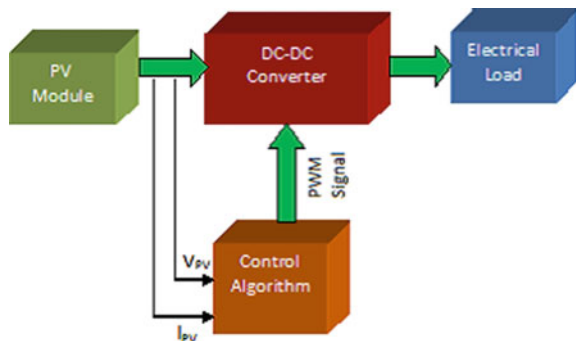 PV
Module
DC-DC
Converter
Electrical
Load
PWM
Signal
VPV
Control
Algorithm
IPV